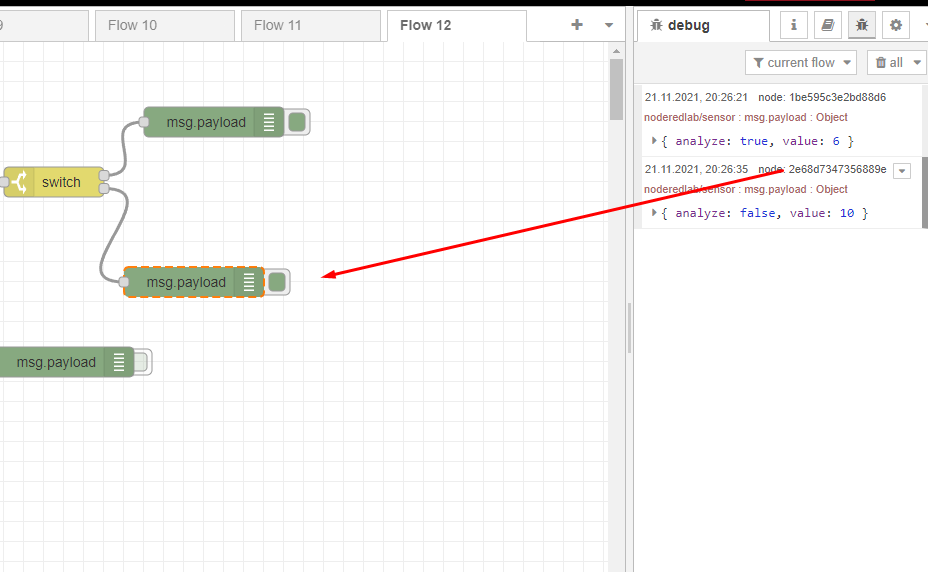 9
Flow 10
Flow 11
Flow 12
debug
current flow
all
msg.payload
switch
msg.payload
msg.payload
21.11.2021, 20:26:21 node: 1be595c3e2bd88d6
noderedlab/sensor : msg.payload : Object
{ analyze: true, value: 6 }
21.11.2021, 20:26:35 node: 2e68d7347356889e
noderedlab/sensor : msg.payload : Object
{ analyze: false, value: 10 }